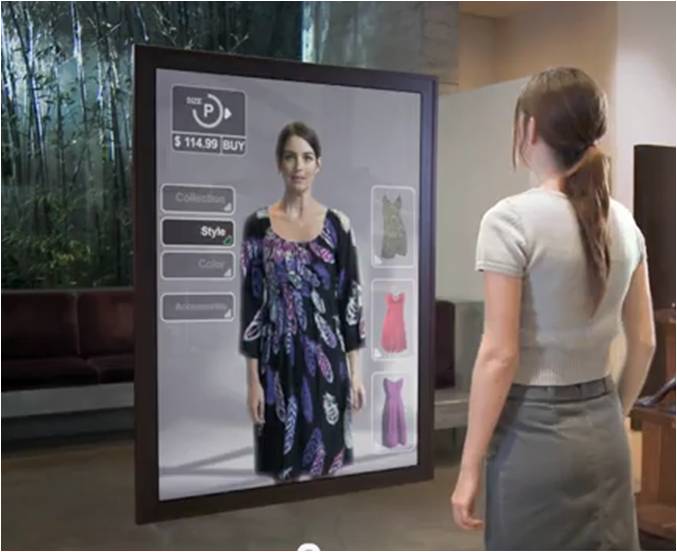 SIZE
P
$ 114.99 BUY
Collection
Style
Color
Accessories